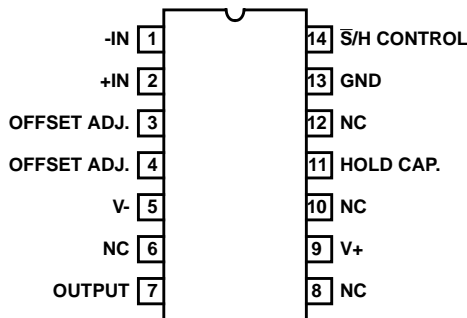 -IN 1 14 S̅/H CONTROL
+IN 2 13 GND
OFFSET ADJ. 3 12 NC
OFFSET ADJ. 4 11 HOLD CAP.
V- 5 10 NC
NC 6 9 V+
OUTPUT 7 8 NC